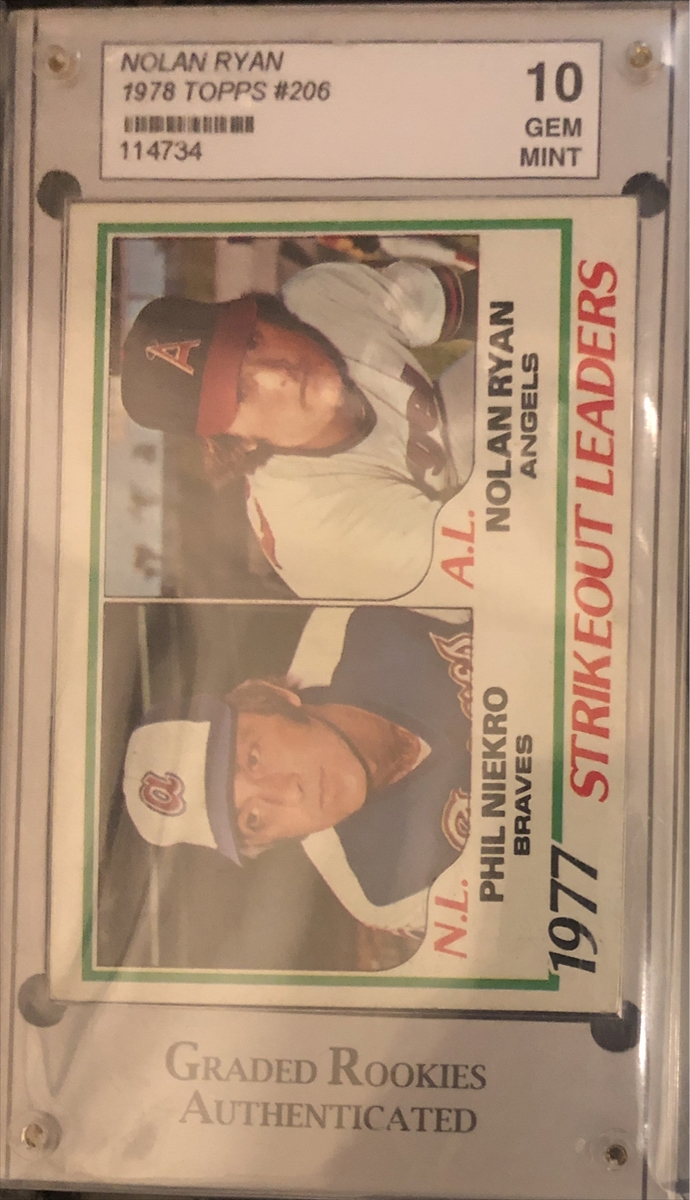 NOLAN RYAN
1978 TOPPS #206
114734
10
GEM
MINT
A
a
N.L.
PHIL NIEKRO
BRAVES
A.L.
NOLAN RYAN
ANGELS
1977 STRIKEOUT LEADERS
GRADED ROOKIES
AUTHENTICATED